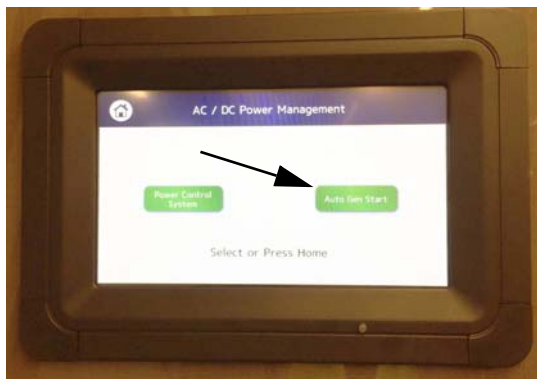 AC / DC Power Management
Power Control
System
Auto Gen Start
Select or Press Home